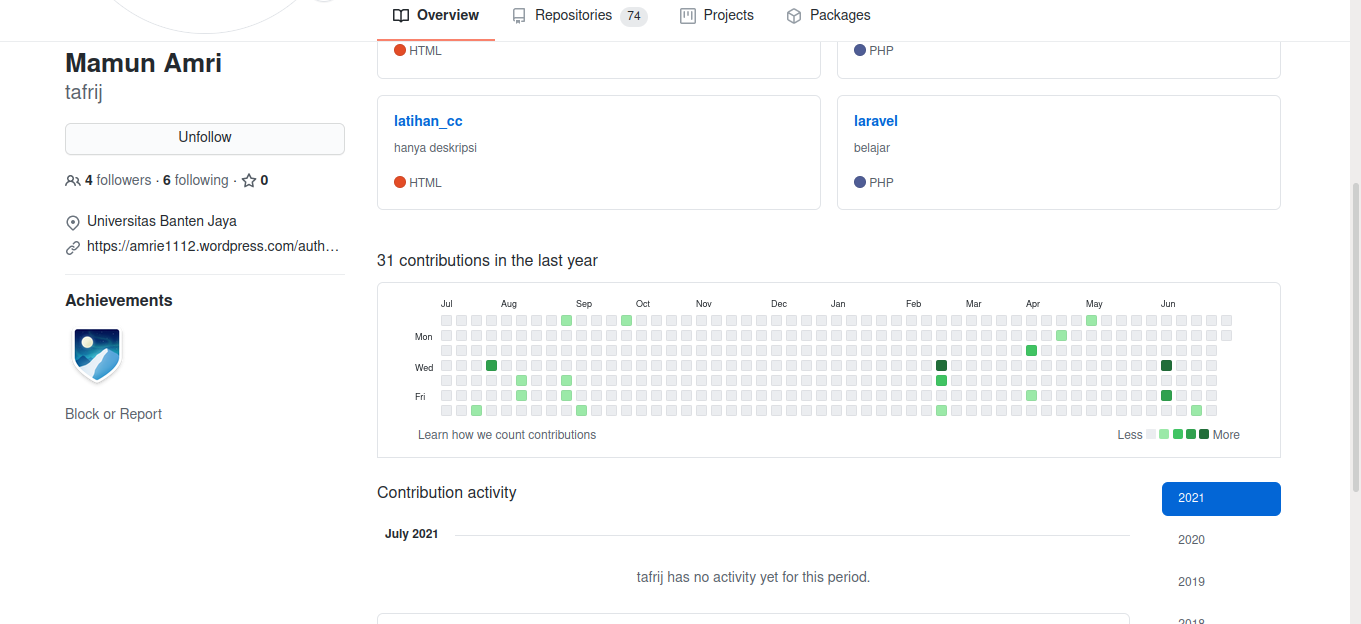 Overview Repositories 74 Projects Packages
Mamun Amri
tafrij
Unfollow
4 followers · 6 following · 0
Universitas Banten Jaya
https://amrie1112.wordpress.com/auth…
Achievements
Block or Report
HTML
PHP
latihan_cc
hanya deskripsi
HTML
laravel
belajar
PHP
31 contributions in the last year
Jul Aug Sep Oct Nov Dec Jan Feb Mar Apr May Jun
Mon
Wed
Fri
Learn how we count contributions
Less More
Contribution activity
July 2021
tafrij has no activity yet for this period.
2021
2020
2019
2018